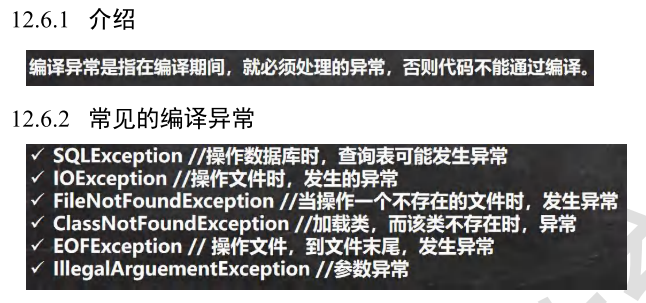 12.6.1 介绍
编译异常是指在编译期间，就必须处理的异常，否则代码不能通过编译。
12.6.2 常见的编译异常
✓ SQLException //操作数据库时，查询表可能发生异常
✓ IOException //操作文件时，发生的异常
✓ FileNotFoundException //当操作一个不存在的文件时，发生异常
✓ ClassNotFoundException //加载类，而该类不存在时，异常
✓ EOFException // 操作文件，到文件末尾，发生异常
✓ IllegalArguementException //参数异常